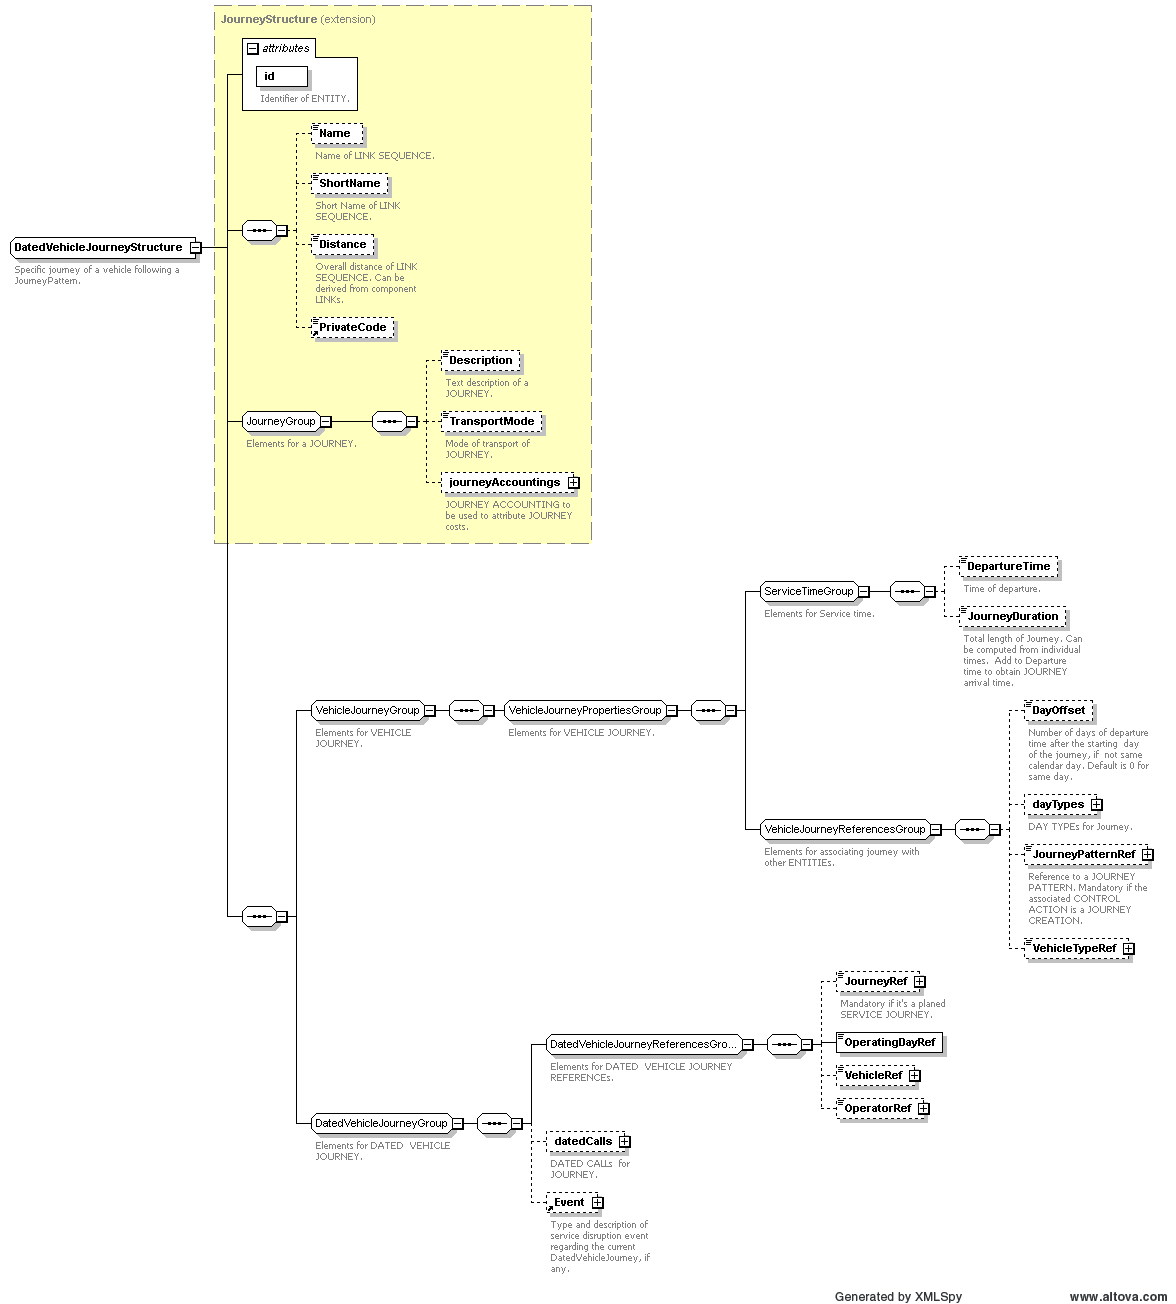 JourneyStructure (extension)
attributes
id
Identifier of ENTITY.
Name
Name of LINK SEQUENCE.
ShortName
Short Name of LINK
SEQUENCE.
DatedVehicleJourneyStructure
Specific journey of a vehicle following a
JourneyPattern.
Distance
Overall distance of LINK
SEQUENCE. Can be
derived from component
LINKs.
PrivateCode
JourneyGroup
Elements for a JOURNEY.
Description
Text description of a
JOURNEY.
TransportMode
Mode of transport of
JOURNEY.
journeyAccountings
JOURNEY ACCOUNTING to
be used to attribute JOURNEY
costs.
VehicleJourneyGroup
Elements for VEHICLE
JOURNEY.
VehicleJourneyPropertiesGroup
Elements for VEHICLE JOURNEY.
ServiceTimeGroup
Elements for Service time.
DepartureTime
Time of departure.
JourneyDuration
Total length of Journey. Can
be computed from individual
times.  Add to Departure
time to obtain JOURNEY
arrival time.
VehicleJourneyReferencesGroup
Elements for associating journey with
other ENTITIEs.
DayOffset
Number of days of departure
time after the starting  day
of the journey, if  not same
calendar day. Default is 0 for
same day.
dayTypes
DAY TYPEs for Journey.
JourneyPatternRef
Reference to a JOURNEY
PATTERN. Mandatory if the
associated CONTROL
ACTION is a JOURNEY
CREATION.
VehicleTypeRef
DatedVehicleJourneyGroup
Elements for DATED  VEHICLE
JOURNEY.
DatedVehicleJourneyReferencesGro...
Elements for DATED  VEHICLE JOURNEY
REFERENCEs.
JourneyRef
Mandatory if it's a planed
SERVICE JOURNEY.
OperatingDayRef
VehicleRef
OperatorRef
datedCalls
DATED CALLs  for
JOURNEY.
Event
Type and description of
service disruption event
regarding the current
DatedVehicleJourney, if
any.
Generated by XMLSpy
www.altova.com